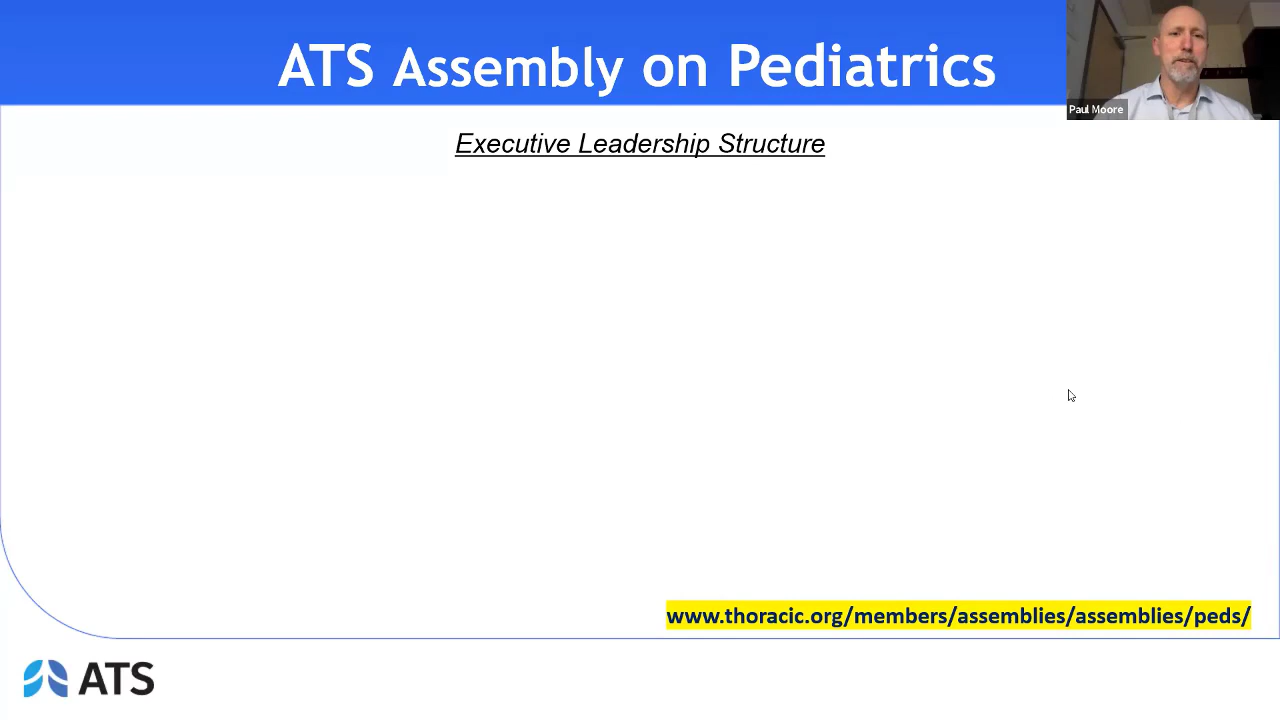 ATS Assembly on Pediatrics
Paul Moore
Executive Leadership Structure
www.thoracic.org/members/assemblies/assemblies/peds/
ATS